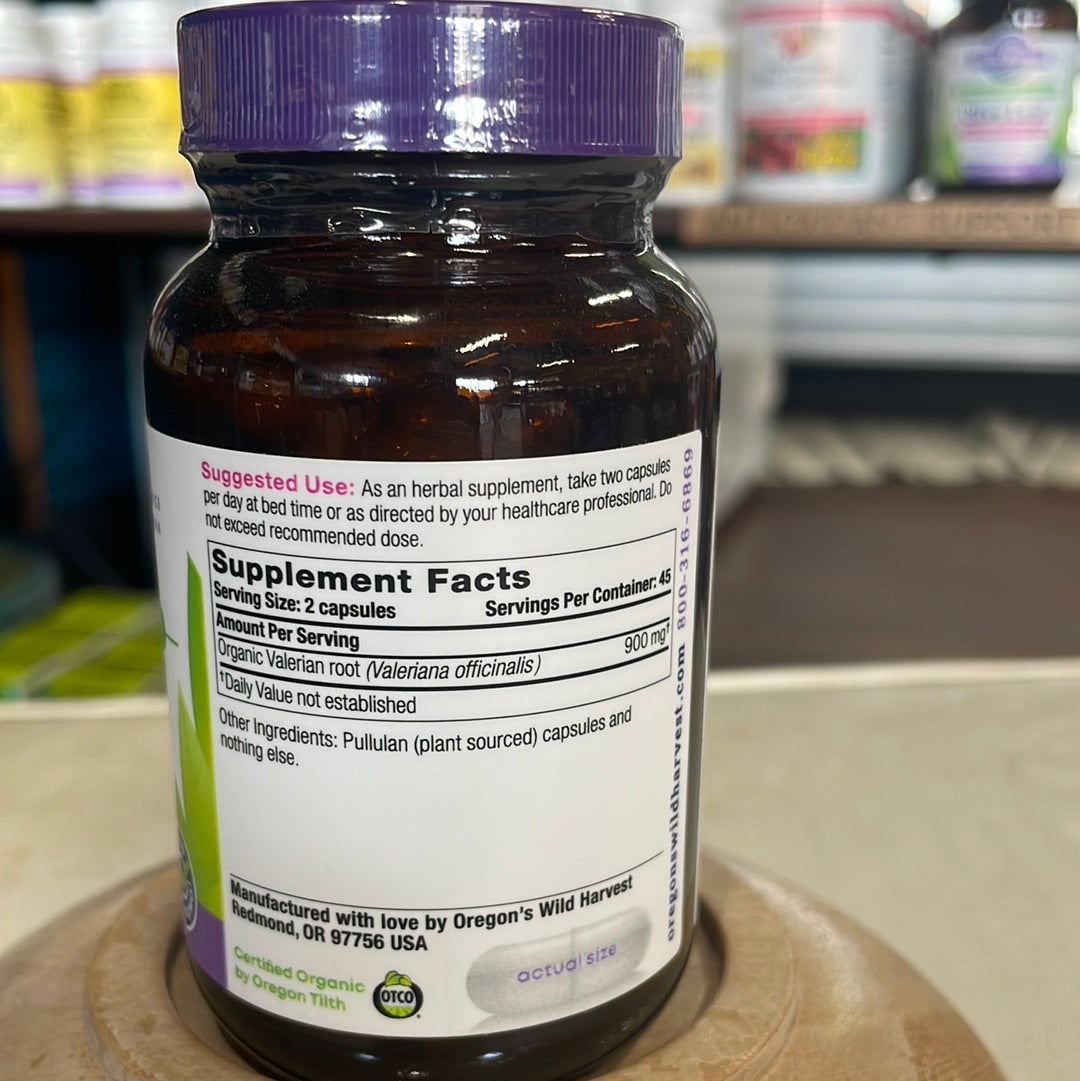 Suggested Use: As an herbal supplement, take two capsules
per day at bed time or as directed by your healthcare professional. Do
not exceed recommended dose.
Supplement Facts
Serving Size: 2 capsules Servings Per Container: 45
Amount Per Serving
Organic Valerian root (Valeriana officinalis) 900 mg†
†Daily Value not established
Other Ingredients: Pullulan (plant sourced) capsules and
nothing else.
Manufactured with love by Oregon's Wild Harvest
Redmond, OR 97756 USA
Certified Organic
by Oregon Tilth
OTCO
actual size
oregonswildharvest.com 800-316-6869